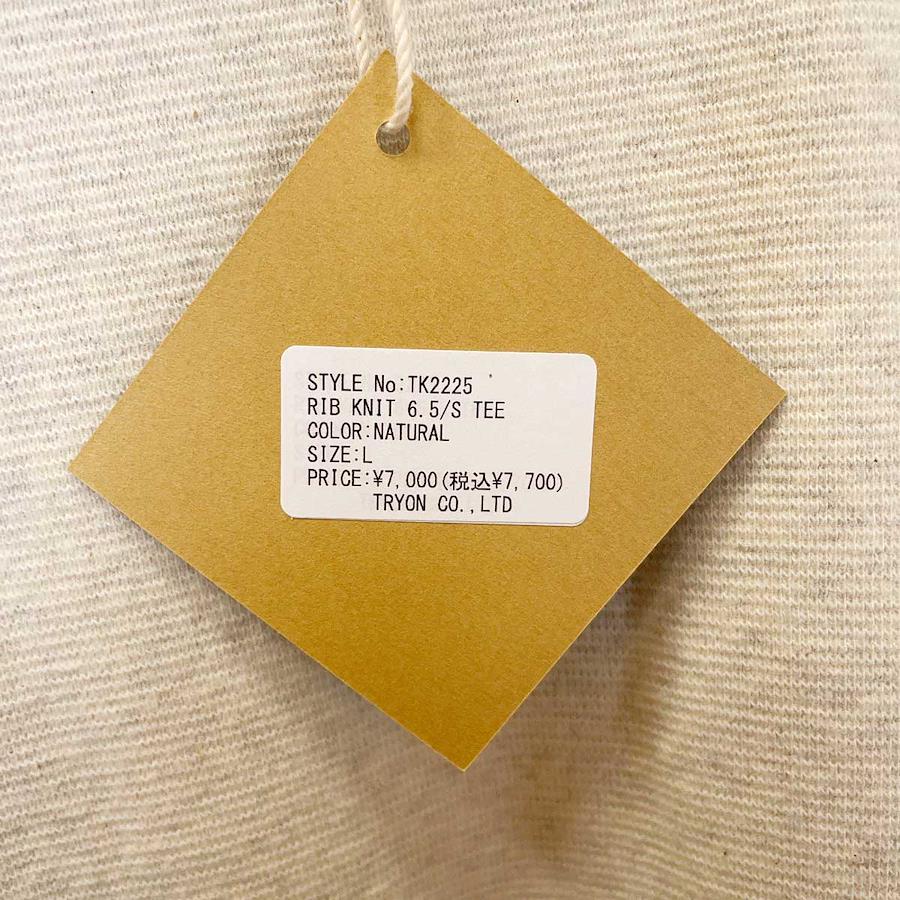 STYLE No:TK2225
RIB KNIT 6.5/S TEE
COLOR:NATURAL
SIZE:L
PRICE:¥7,000(税込¥7,700)
TRYON CO.,LTD